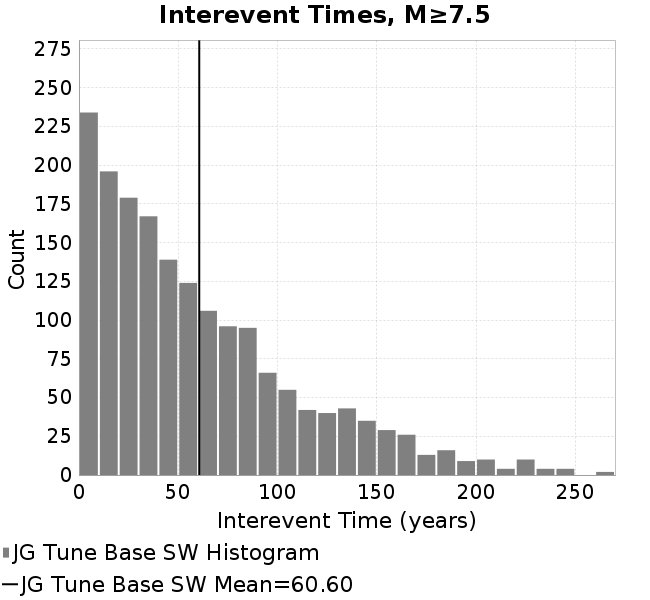 Interevent Times, M≥7.5
275
250
225
200
175
150
125
100
75
50
25
0
Count
0 50 100 150 200 250
Interevent Time (years)
JG Tune Base SW Histogram
JG Tune Base SW Mean=60.60